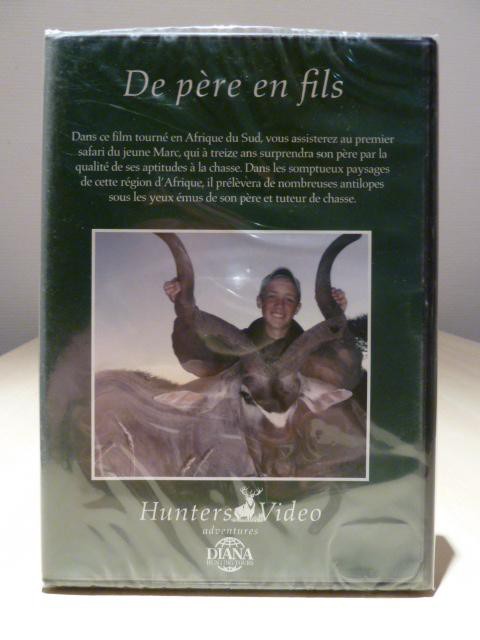 De père en fils
Dans ce film tourné en Afrique du Sud, vous assisterez au premier
safari du jeune Marc, qui à treize ans surprendra son père par la
qualité de ses aptitudes à la chasse. Dans les somptueux paysages
de cette région d'Afrique, il prélèvera de nombreuses antilopes
sous les yeux émus de son père et tuteur de chasse.
Hunters Video
adventures
DIANA
HUNTING TOURS